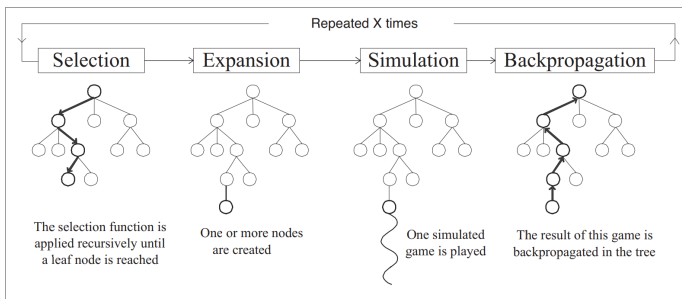 Repeated X times
Selection
Expansion
Simulation
Backpropagation
The selection function is
applied recursively until
a leaf node is reached
One or more nodes
are created
One simulated
game is played
The result of this game is
backpropagated in the tree